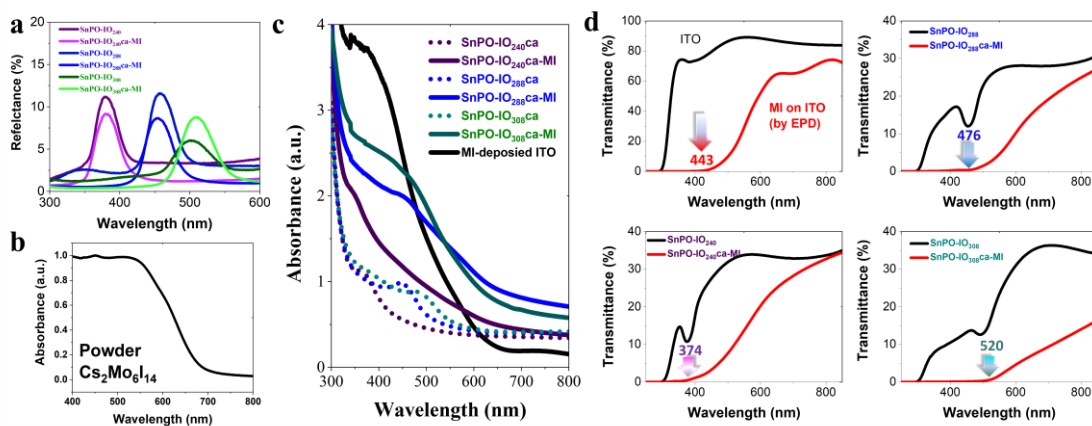 a
20
15
10
5
0
Refelctance (%)
SnPO-IO240
SnPO-IO240ca-MI
SnPO-IO288
SnPO-IO288ca-MI
SnPO-IO308
SnPO-IO308ca-MI
300 350 400 450 500 550 600
Wavelength (nm)
b
1.0
0.8
0.6
0.4
0.2
0.0
Absorbance (a.u.)
Powder
Cs2Mo6I14
400 500 600 700 800
Wavelength (nm)
c
4
3
2
1
0
Absorbance (a.u.)
SnPO-IO240ca
SnPO-IO240ca-MI
SnPO-IO288ca
SnPO-IO288ca-MI
SnPO-IO308ca
SnPO-IO308ca-MI
MI-deposied ITO
300 400 500 600 700 800
Wavelength (nm)
d
100
80
60
40
20
0
Transmittance (%)
ITO
MI on ITO
(by EPD)
443
400 600 800
Wavelength (nm)
40
20
0
Transmittance (%)
SnPO-IO288
SnPO-IO288ca-MI
476
400 600 800
Wavelength (nm)
60
40
20
0
Transmittance (%)
SnPO-IO240
SnPO-IO240ca-MI
374
400 600 800
Wavelength (nm)
60
40
20
0
Transmittance (%)
SnPO-IO308
SnPO-IO308ca-MI
520
400 600 800
Wavelength (nm)